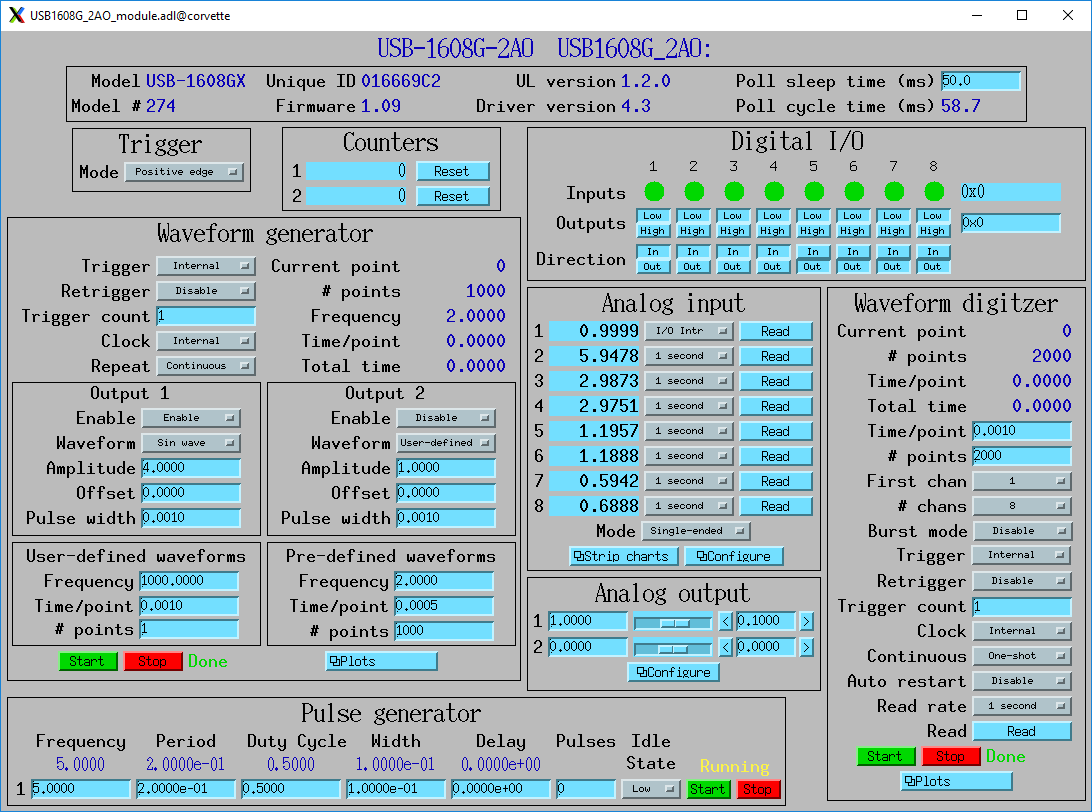 USB1608G_2AO_module.adl@corvette
USB-1608G-2AO USB1608G_2AO:
Model USB-1608GX Unique ID 016669C2 UL version 1.2.0 Poll sleep time (ms) 50.0
Model # 274 Firmware 1.09 Driver version 4.3 Poll cycle time (ms) 58.7
Trigger
Mode Positive edge
Counters
1 0 Reset
2 0 Reset
Digital I/O
1 2 3 4 5 6 7 8
Inputs 0x0
Outputs Low Low Low Low Low Low Low Low 0x0
High High High High High High High High
Direction In In In In In In In In
Out Out Out Out Out Out Out Out
Waveform generator
Trigger Internal Current point 0
Retrigger Disable # points 1000
Trigger count 1 Frequency 2.0000
Clock Internal Time/point 0.0000
Repeat Continuous Total time 0.0000
Output 1
Enable Enable
Waveform Sin wave
Amplitude 4.0000
Offset 0.0000
Pulse width 0.0010
Output 2
Enable Disable
Waveform User-defined
Amplitude 1.0000
Offset 0.0000
Pulse width 0.0010
User-defined waveforms
Frequency 1000.0000
Time/point 0.0010
# points 1
Pre-defined waveforms
Frequency 2.0000
Time/point 0.0005
# points 1000
Start Stop Done Plots
Analog input
1 0.9999 I/O Intr Read
2 5.9478 1 second Read
3 2.9873 1 second Read
4 2.9751 1 second Read
5 1.1957 1 second Read
6 1.1888 1 second Read
7 0.5942 1 second Read
8 0.6888 1 second Read
Mode Single-ended
Strip charts Configure
Analog output
1 1.0000 < 0.1000 >
2 0.0000 < 0.0000 >
Configure
Waveform digitzer
Current point 0
# points 2000
Time/point 0.0000
Total time 0.0000
Time/point 0.0010
# points 2000
First chan 1
# chans 8
Burst mode Disable
Trigger Internal
Retrigger Disable
Trigger count 1
Clock Internal
Continuous One-shot
Auto restart Disable
Read rate 1 second
Read Read
Start Stop Done
Plots
Pulse generator
Frequency Period Duty Cycle Width Delay Pulses Idle
5.0000 2.0000e-01 0.5000 1.0000e-01 0.0000e+00 State Running
1 5.0000 2.0000e-01 0.5000 1.0000e-01 0.0000e+00 0 Low Start Stop